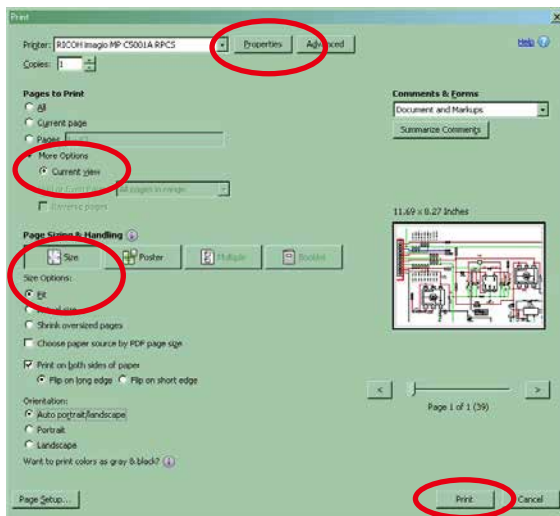 Print
Printer: RICOH imagio MP C5001A RPCS Properties Advanced Help
Copies: 1
Pages to Print
All
Current page
Pages
More Options
Current view
All pages in range
Reverse pages
Page Sizing & Handling
Size Poster Multiple Booklet
Size Options:
Fit
Shrink oversized pages
Choose paper source by PDF page size
Print on both sides of paper
Flip on long edge Flip on short edge
Orientation:
Auto portrait/landscape
Portrait
Landscape
Want to print colors as gray & black?
Page Setup...
Comments & Forms
Document and Markups
Summarize Comments
11.69 x 8.27 Inches
< >
Page 1 of 1 (39)
Print Cancel